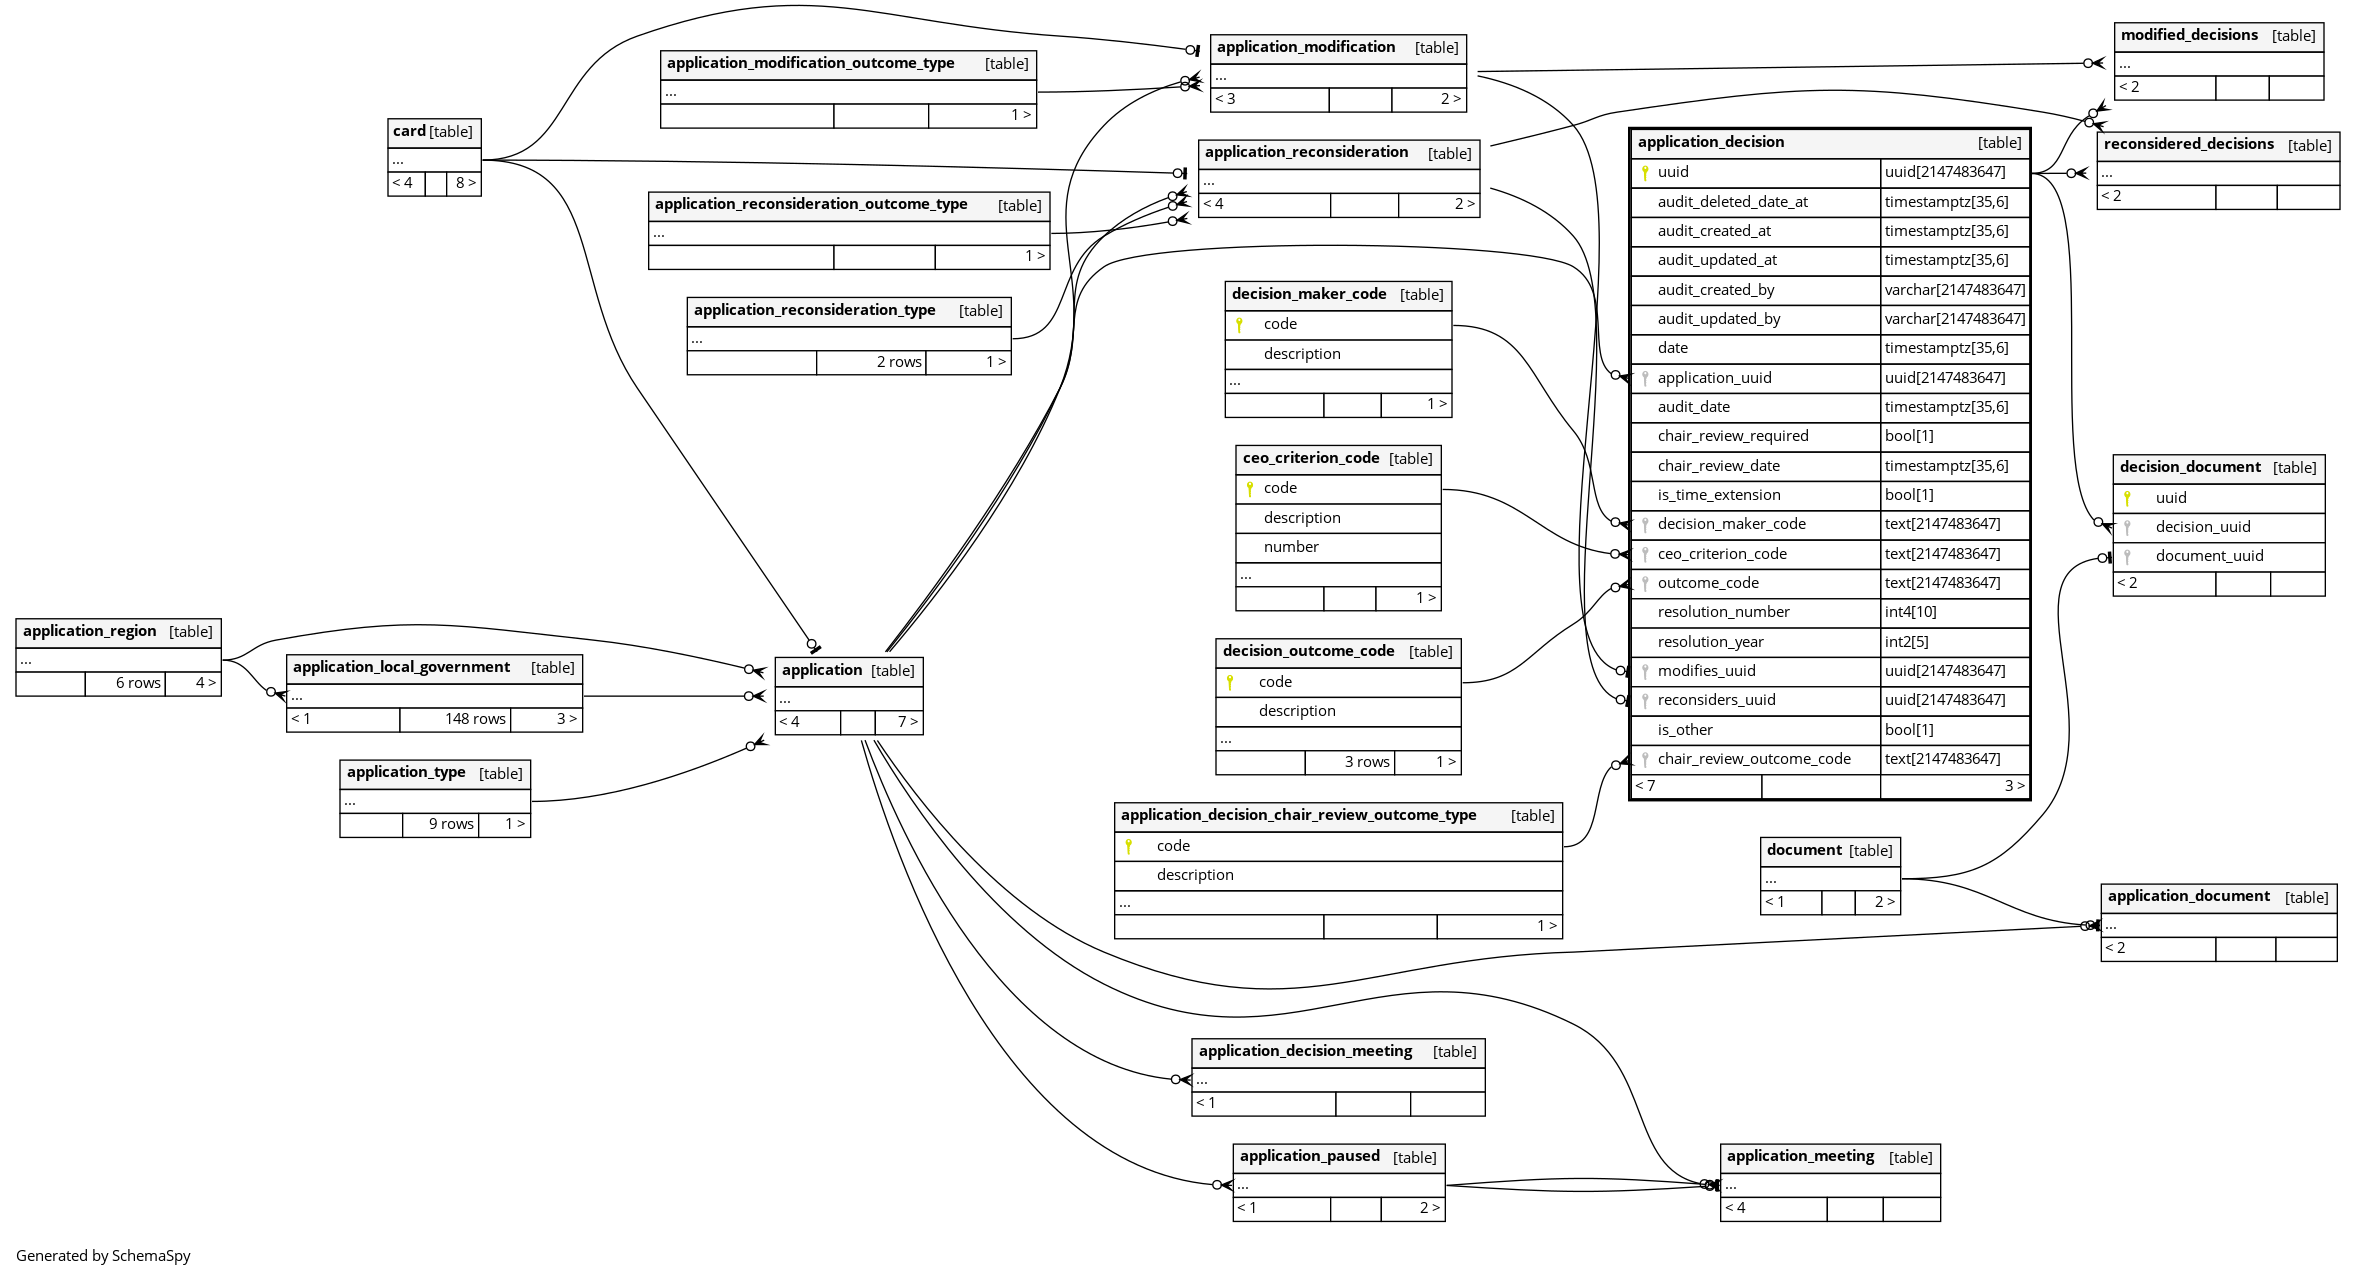 application_modification_outcome_type [table]
...
1 >
application_modification [table]
...
< 3 2 >
modified_decisions [table]
...
< 2
card [table]
...
< 4 8 >
application_reconsideration [table]
...
< 4 2 >
reconsidered_decisions [table]
...
< 2
application_reconsideration_outcome_type [table]
...
1 >
application_reconsideration_type [table]
...
2 rows 1 >
decision_maker_code [table]
code
description
...
1 >
ceo_criterion_code [table]
code
description
number
...
1 >
decision_outcome_code [table]
code
description
...
3 rows 1 >
application_decision_chair_review_outcome_type [table]
code
description
...
1 >
application_decision [table]
uuid uuid[2147483647]
audit_deleted_date_at timestamptz[35,6]
audit_created_at timestamptz[35,6]
audit_updated_at timestamptz[35,6]
audit_created_by varchar[2147483647]
audit_updated_by varchar[2147483647]
date timestamptz[35,6]
application_uuid uuid[2147483647]
audit_date timestamptz[35,6]
chair_review_required bool[1]
chair_review_date timestamptz[35,6]
is_time_extension bool[1]
decision_maker_code text[2147483647]
ceo_criterion_code text[2147483647]
outcome_code text[2147483647]
resolution_number int4[10]
resolution_year int2[5]
modifies_uuid uuid[2147483647]
reconsiders_uuid uuid[2147483647]
is_other bool[1]
chair_review_outcome_code text[2147483647]
< 7 3 >
decision_document [table]
uuid
decision_uuid
document_uuid
< 2
application_region [table]
...
6 rows 4 >
application_local_government [table]
...
< 1 148 rows 3 >
application_type [table]
...
9 rows 1 >
application [table]
...
< 4 7 >
document [table]
...
< 1 2 >
application_document [table]
...
< 2
application_decision_meeting [table]
...
< 1
application_paused [table]
...
< 1 2 >
application_meeting [table]
...
< 4
Generated by SchemaSpy